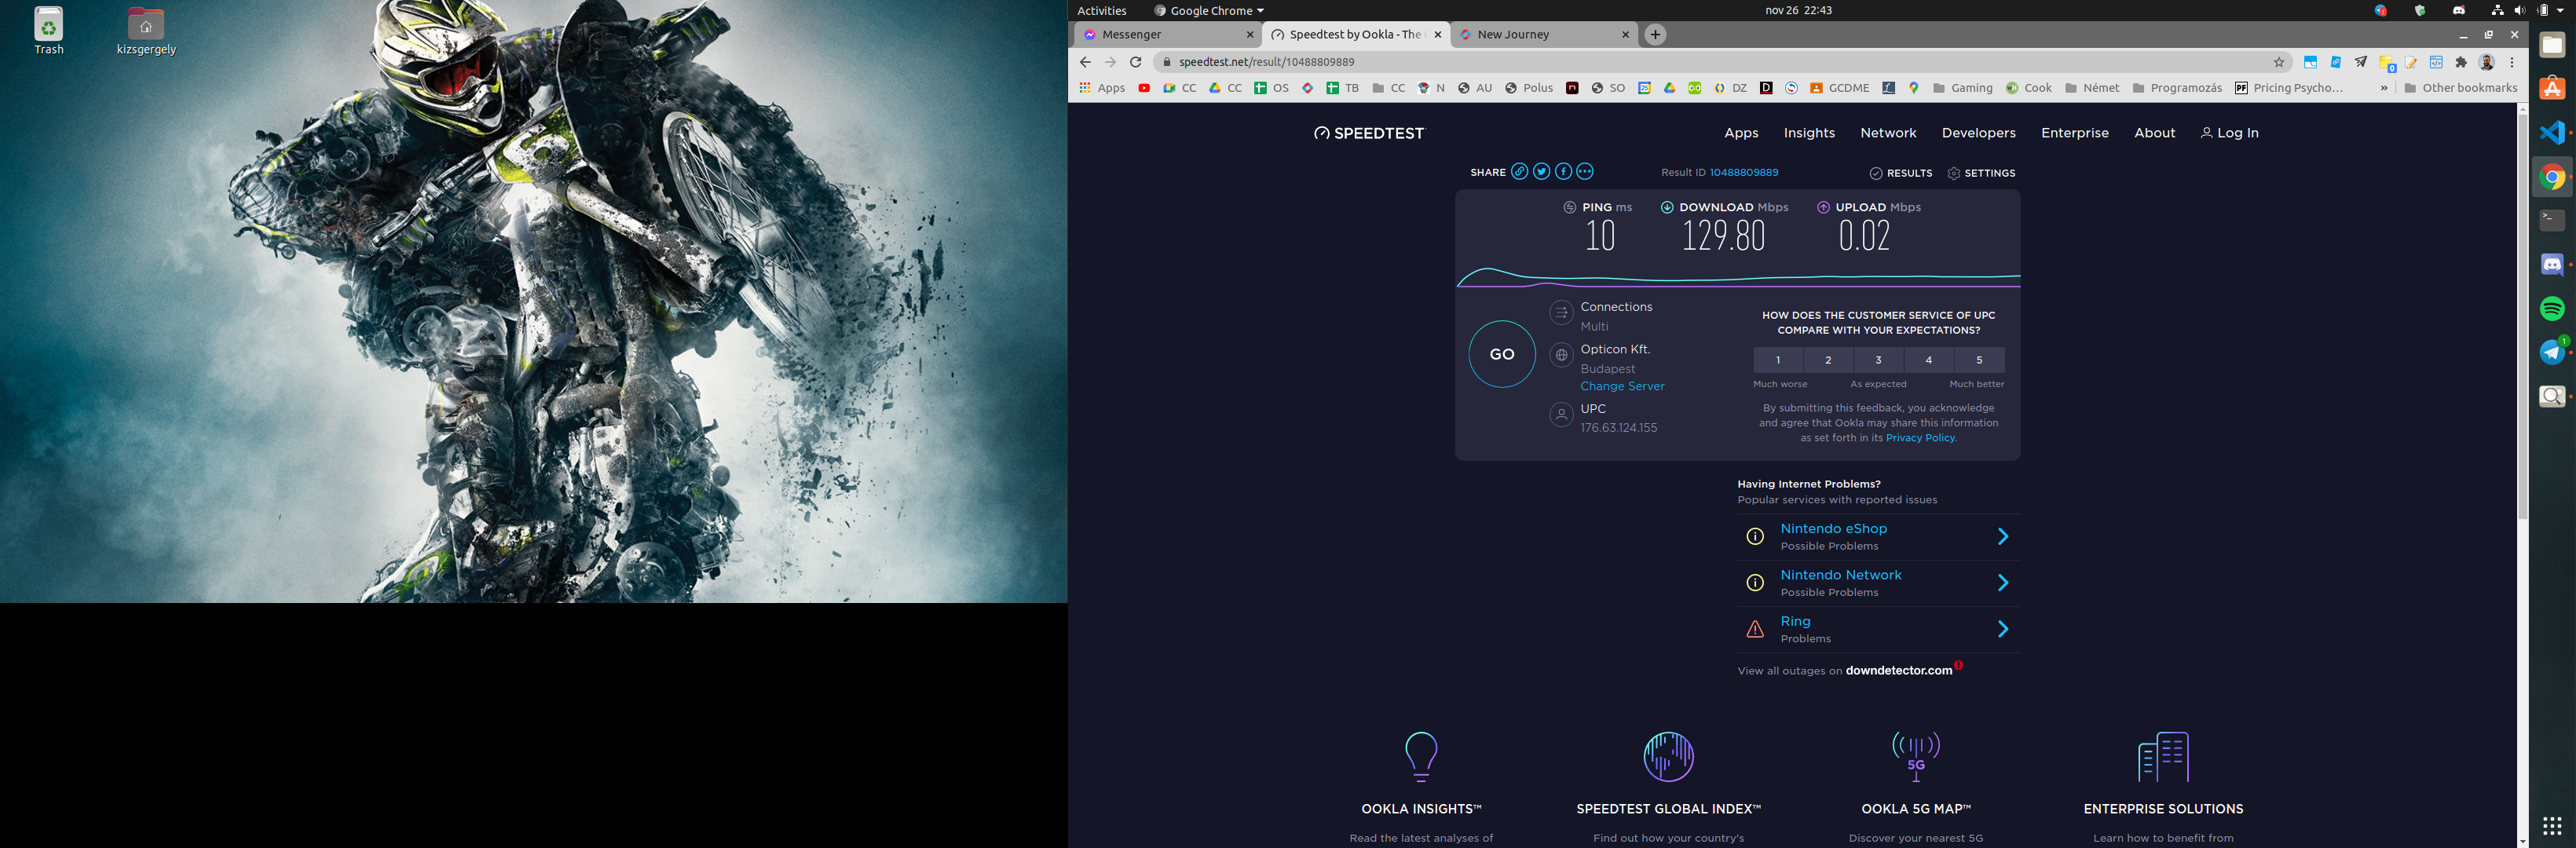 Trash
kizsgergely
Activities
Google Chrome
nov 26 22:43
Messenger
Speedtest by Ookla - The
New Journey
speedtest.net/result/10488809889
Apps
CC
CC
OS
TB
CC
N
AU
Polus
SO
DZ
GCDME
Gaming
Cook
Német
Programozás
PF Pricing Psycho…
»
Other bookmarks
SPEEDTEST
Apps
Insights
Network
Developers
Enterprise
About
Log In
SHARE
Result ID 10488809889
RESULTS
SETTINGS
PING ms
DOWNLOAD Mbps
UPLOAD Mbps
10
129.80
0.02
GO
Connections
Multi
Opticon Kft.
Budapest
Change Server
UPC
176.63.124.155
HOW DOES THE CUSTOMER SERVICE OF UPC
COMPARE WITH YOUR EXPECTATIONS?
1 2 3 4 5
Much worse As expected Much better
By submitting this feedback, you acknowledge
and agree that Ookla may share this information
as set forth in its Privacy Policy.
Having Internet Problems?
Popular services with reported issues
Nintendo eShop
Possible Problems
Nintendo Network
Possible Problems
Ring
Problems
View all outages on downdetector.com
5G
OOKLA INSIGHTS™
SPEEDTEST GLOBAL INDEX™
OOKLA 5G MAP™
ENTERPRISE SOLUTIONS
Read the latest analyses of
Find out how your country's
Discover your nearest 5G
Learn how to benefit from